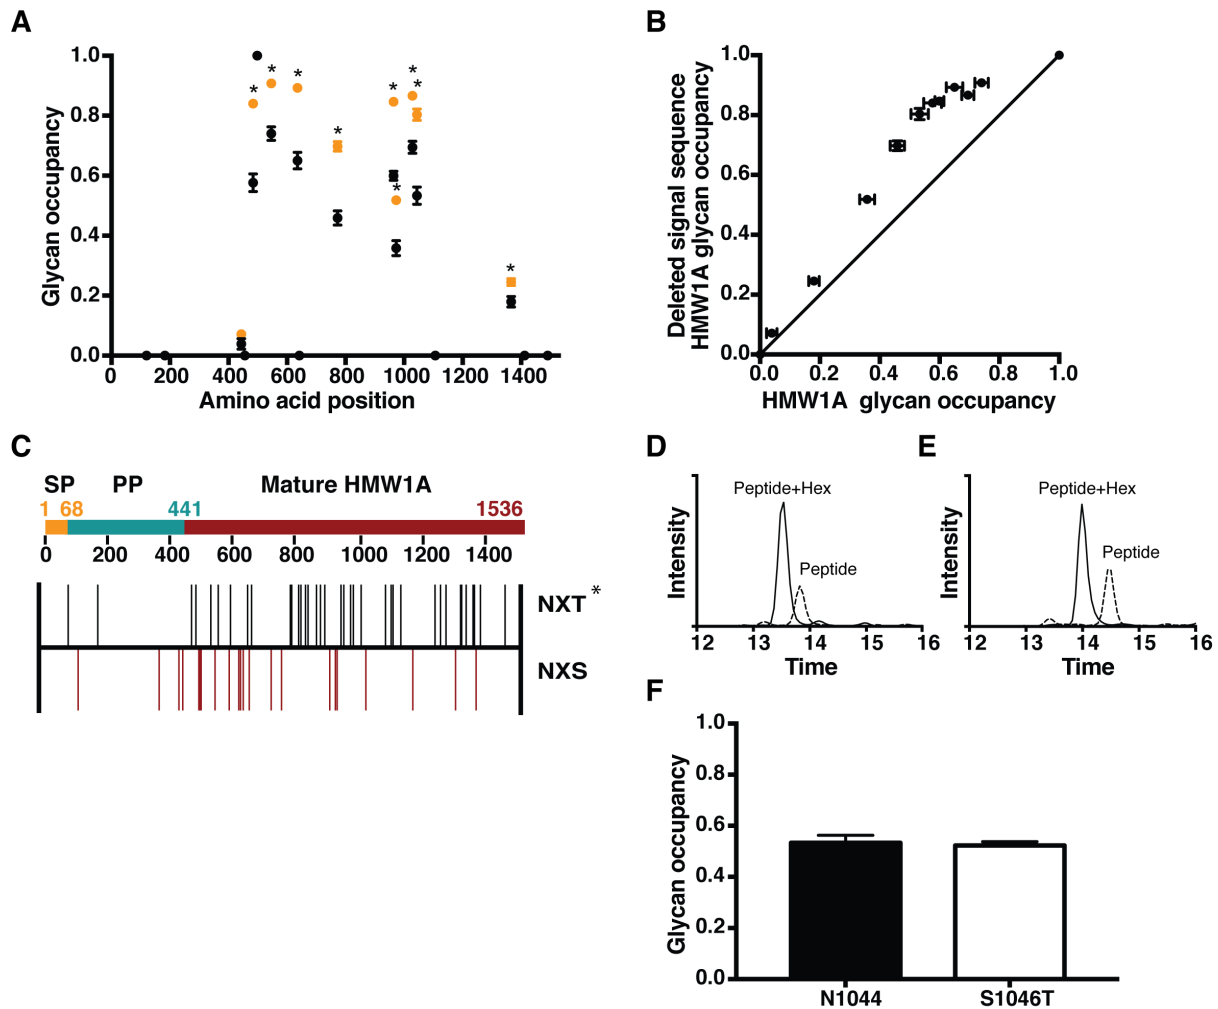 A
Glycan occupancy
1.0
0.8
0.6
0.4
0.2
0.0
* * * * * * * * * *
0 200 400 600 800 1000 1200 1400
Amino acid position
B
Deleted signal sequence
HMW1A glycan occupancy
1.0
0.8
0.6
0.4
0.2
0.0
0.0 0.2 0.4 0.6 0.8 1.0
HMW1A glycan occupancy
C
SP PP Mature HMW1A
1 68 441 1536
0 200 400 600 800 1000 1200 1400
NXT *
NXS
D
Intensity
Peptide+Hex
Peptide
12 13 14 15 16
Time
E
Intensity
Peptide+Hex
Peptide
12 13 14 15 16
Time
F
Glycan occupancy
1.0
0.8
0.6
0.4
0.2
0.0
N1044 S1046T